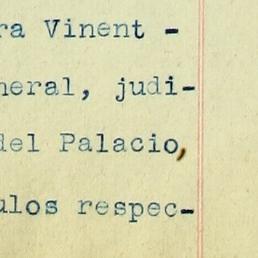 ra Vinent -
neral, judi-
del Palacio,
ulos respec-